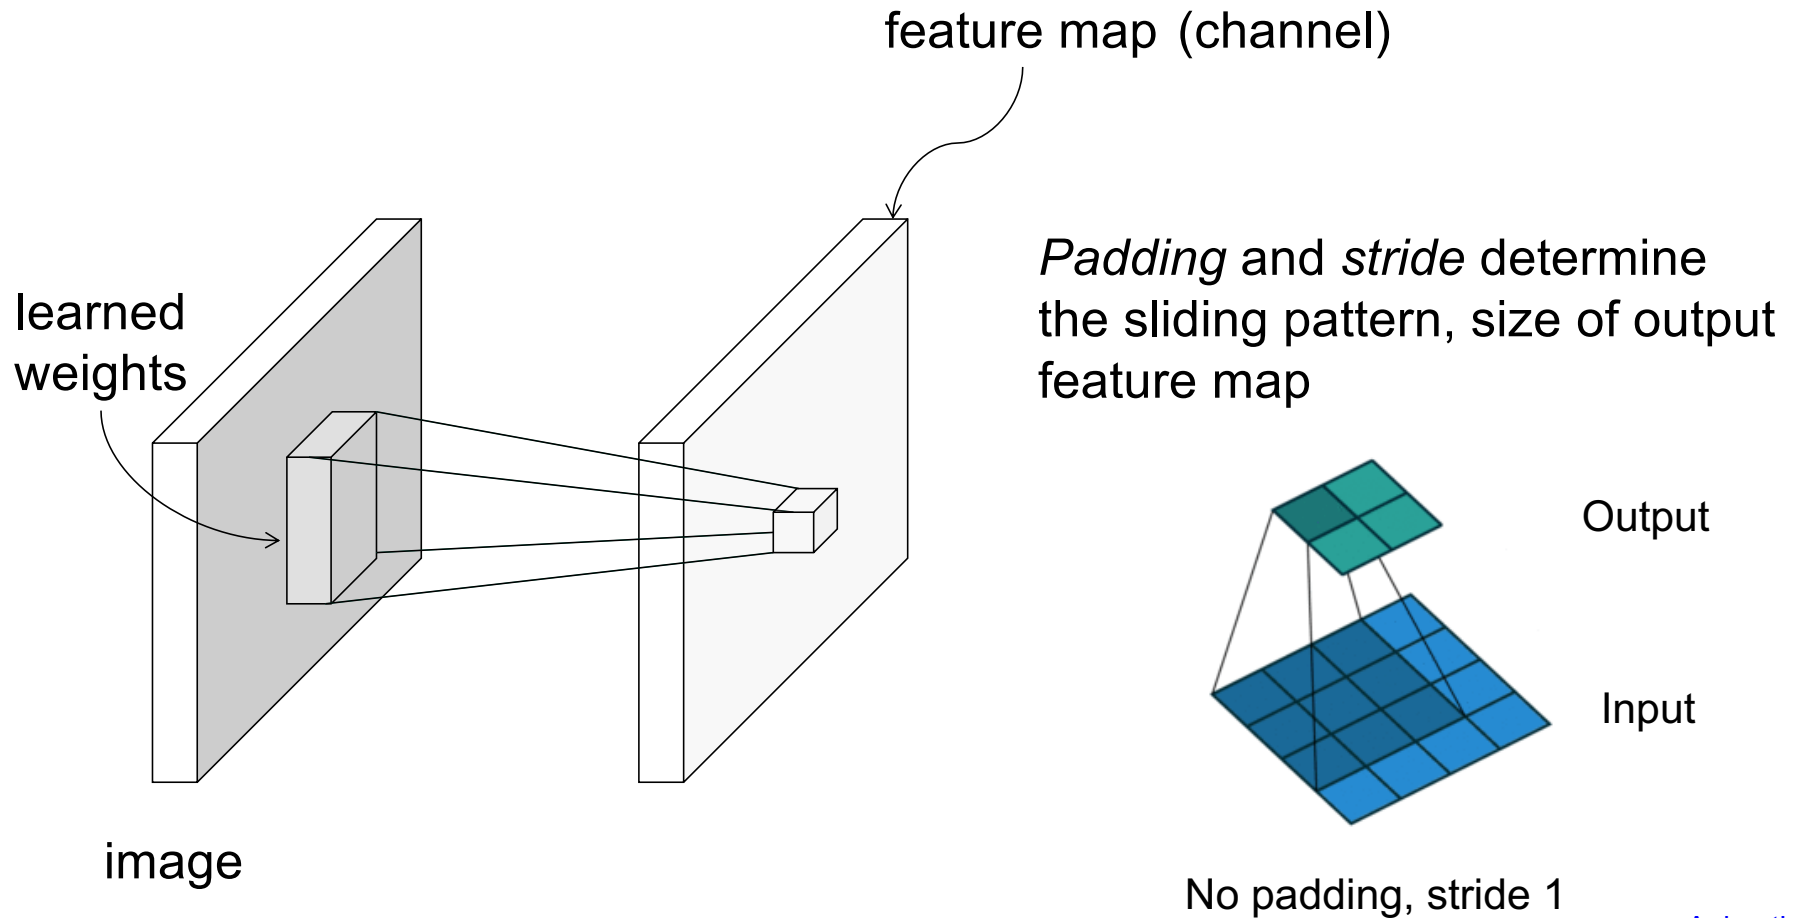 feature map (channel)
learned
weights
Padding and stride determine
the sliding pattern, size of output
feature map
Output
Input
image
No padding, stride 1